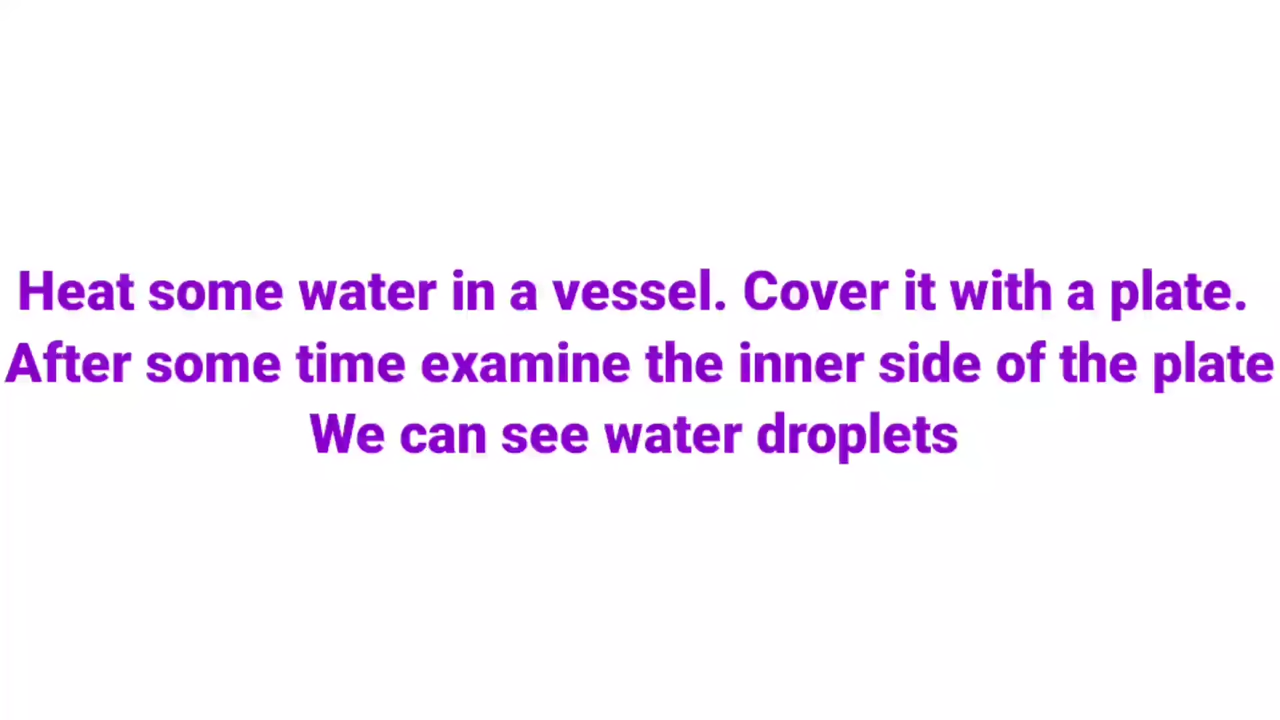 Heat some water in a vessel. Cover it with a plate.
After some time examine the inner side of the plate
We can see water droplets